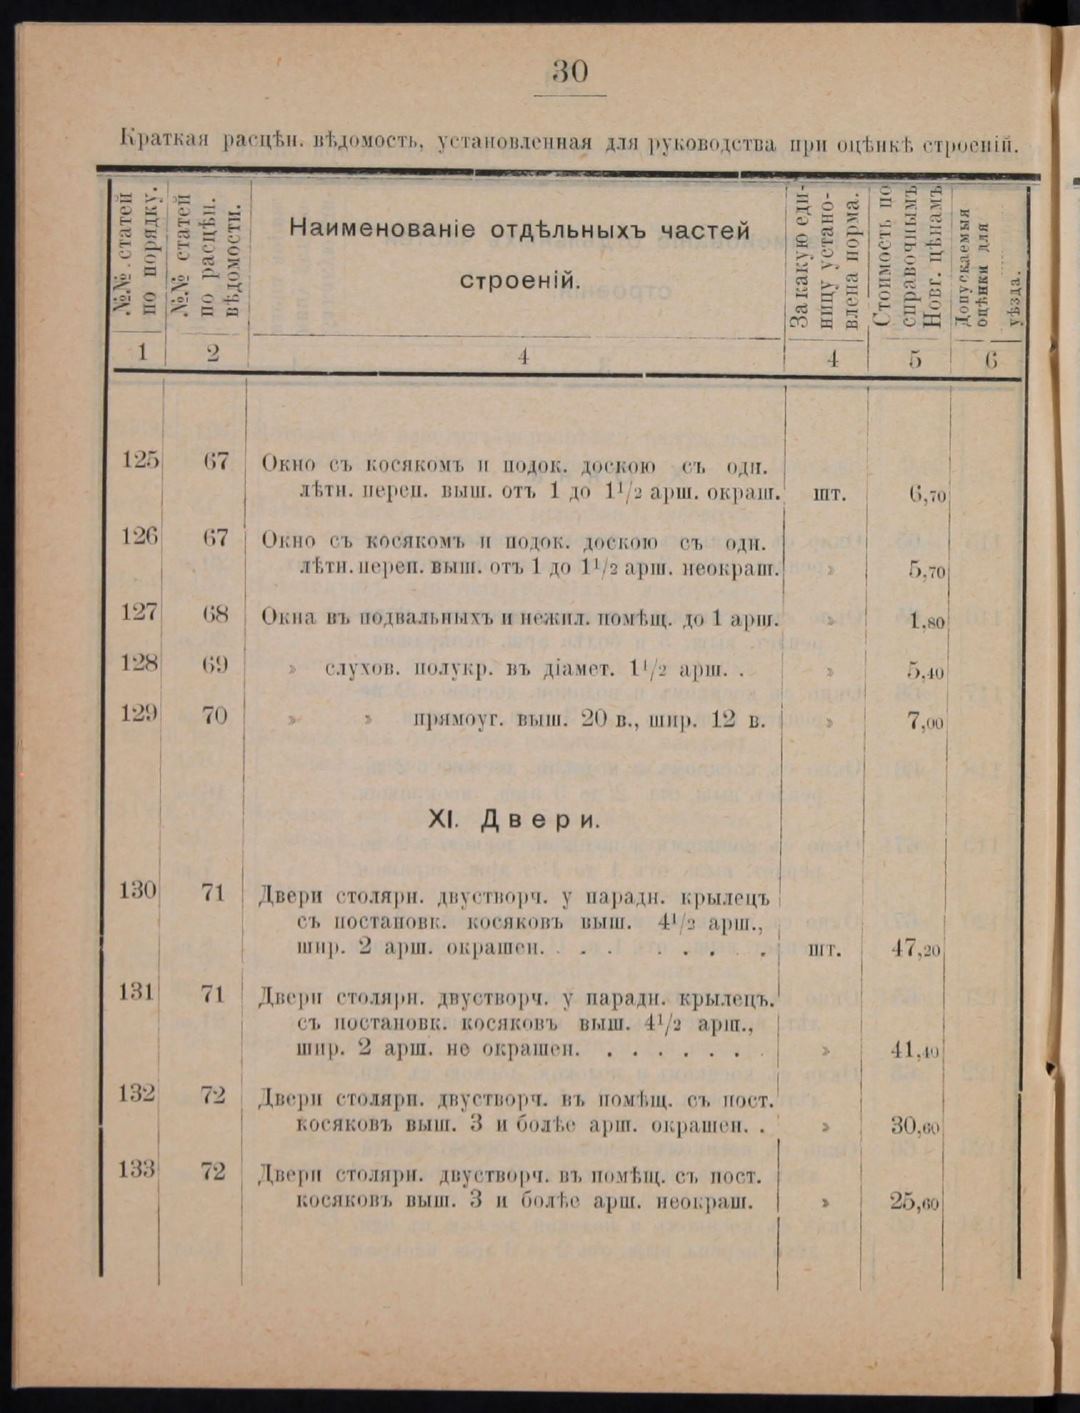 30
Краткая расцѣн. вѣдомость, установленная для руководства при оцѣнкѣ строеній.
№№ статей по порядку.
№№ статей по расцѣн. вѣдомости.
Наименованіе отдѣльныхъ частей
строеній.
За какую еди-
ницу устано-
влена норма.
Стоимость по
справочнымъ
Новг. цѣнамъ
Допускаемыя
оцѣнки для
уѣзда.
1 2 4 4 5 6
125 67 Окно съ косякомъ и подок. доскою съ одн.
лѣтн. переп. выш. отъ 1 до 1½ арш. окраш. шт. 6,70
126 67 Окно съ косякомъ и подок. доскою съ одн.
лѣтн. переп. выш. отъ 1 до 1½ арш. неокраш. » 5,70
127 68 Окна въ подвальныхъ и нежил. помѣщ. до 1 арш. » 1,80
128 69 » слухов. полукр. въ діамет. 1½ арш. . » 5,40
129 70 » » прямоуг. выш. 20 в., шир. 12 в. » 7,00
XI. Двери.
130 71 Двери столярн. двустворч. у парадн. крылецъ
съ постановк. косяковъ выш. 4½ арш.,
шир. 2 арш. окрашен. . . . . . . . . шт. 47,20
131 71 Двери столярн. двустворч. у парадн. крылецъ.
съ постановк. косяковъ выш. 4½ арш.,
шир. 2 арш. не окрашен. . . . . . . . » 41,40
132 72 Двери столярн. двустворч. въ помѣщ. съ пост.
косяковъ выш. 3 и болѣе арш. окрашен. . » 30,60
133 72 Двери столярн. двустворч. въ помѣщ. съ пост.
косяковъ выш. 3 и болѣе арш. неокраш. » 25,60